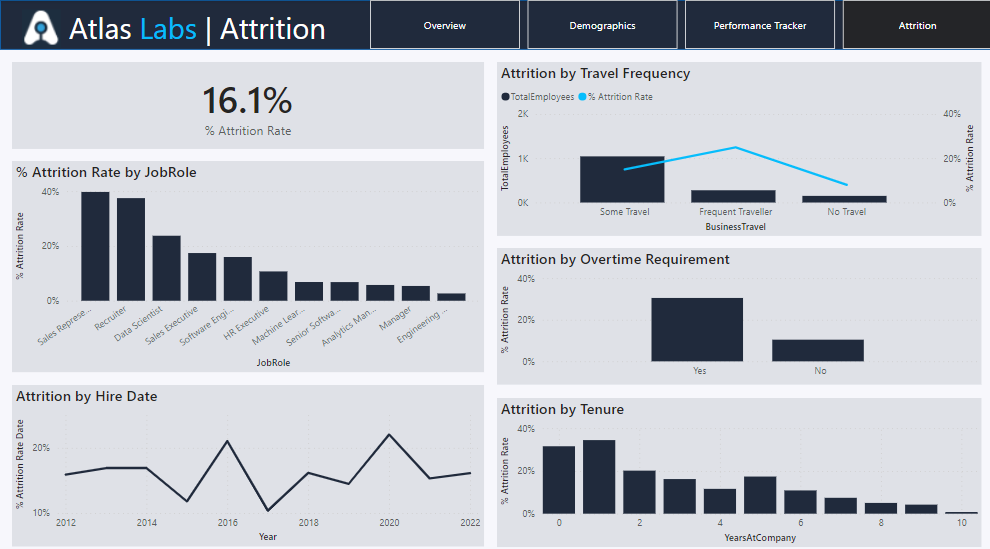 Atlas Labs | Attrition
Overview
Demographics
Performance Tracker
Attrition
16.1%
% Attrition Rate
% Attrition Rate by JobRole
% Attrition Rate
40%
20%
0%
Sales Represe...
Recruiter
Data Scientist
Sales Executive
Software Engi...
HR Executive
Machine Lear...
Senior Softwa...
Analytics Man...
Manager
Engineering ...
JobRole
Attrition by Hire Date
% Attrition Rate Date
20%
10%
2012
2014
2016
2018
2020
2022
Year
Attrition by Travel Frequency
TotalEmployees
% Attrition Rate
TotalEmployees
2K
1K
0K
40%
20%
0%
% Attrition Rate
Some Travel
Frequent Traveller
No Travel
BusinessTravel
Attrition by Overtime Requirement
% Attrition Rate
40%
20%
0%
Yes
No
Attrition by Tenure
% Attrition Rate
40%
20%
0%
0
2
4
6
8
10
YearsAtCompany